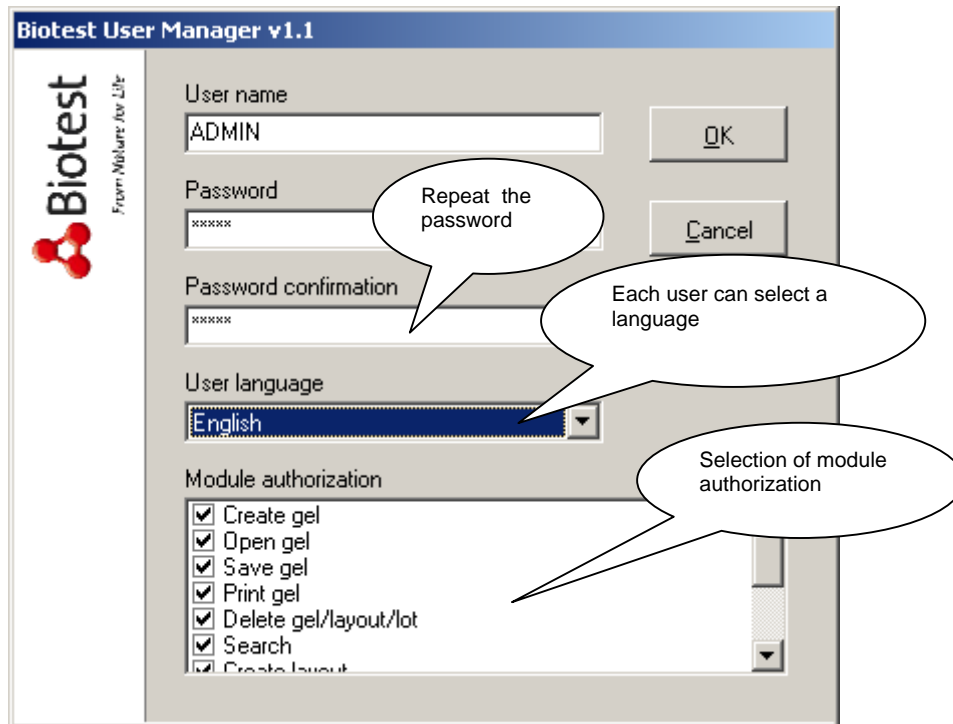 Biotest User Manager v1.1
Biotest
From Nature for Life
User name
ADMIN
OK
Password
*****
Repeat the
password
Cancel
Password confirmation
*****
Each user can select a
language
User language
English
Module authorization
Selection of module
authorization
Create gel
Open gel
Save gel
Print gel
Delete gel/layout/lot
Search
Create layout